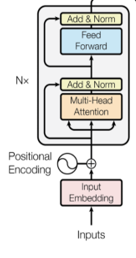 Add & Norm
Feed
Forward
N×
Add & Norm
Multi-Head
Attention
Positional
Encoding
Input
Embedding
Inputs